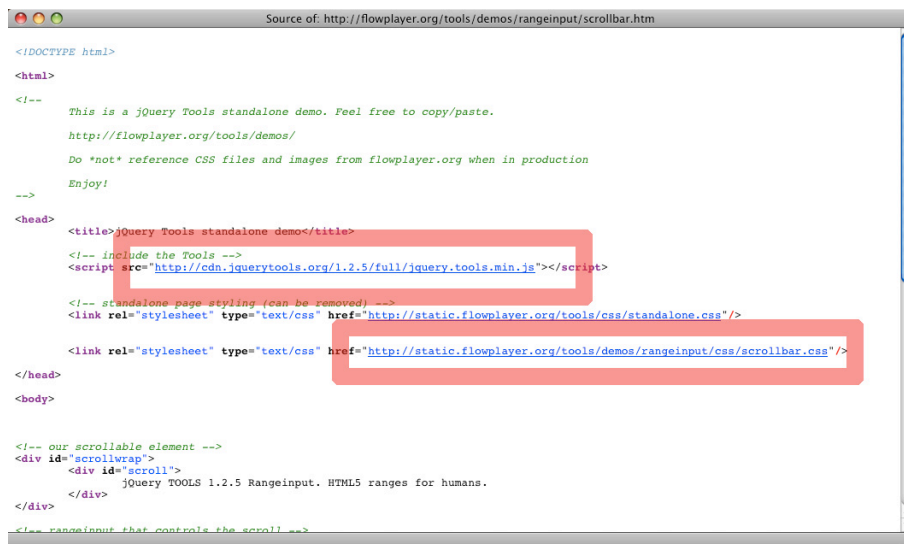 Source of: http://flowplayer.org/tools/demos/rangeinput/scrollbar.htm
<!DOCTYPE html>
<html>
<!--
This is a jQuery Tools standalone demo. Feel free to copy/paste.
http://flowplayer.org/tools/demos/
Do *not* reference CSS files and images from flowplayer.org when in production
Enjoy!
-->
<head>
<title>jQuery Tools standalone demo</title>
<!-- include the Tools -->
<script src="http://cdn.jquerytools.org/1.2.5/full/jquery.tools.min.js"></script>
<!-- standalone page styling (can be removed) -->
<link rel="stylesheet" type="text/css" href="http://static.flowplayer.org/tools/css/standalone.css"/>
<link rel="stylesheet" type="text/css" href="http://static.flowplayer.org/tools/demos/rangeinput/css/scrollbar.css"/>
</head>
<body>
<!-- our scrollable element -->
<div id="scrollwrap">
<div id="scroll">
jQuery TOOLS 1.2.5 Rangeinput. HTML5 ranges for humans.
</div>
</div>
<!-- rangeinput that controls the scroll -->